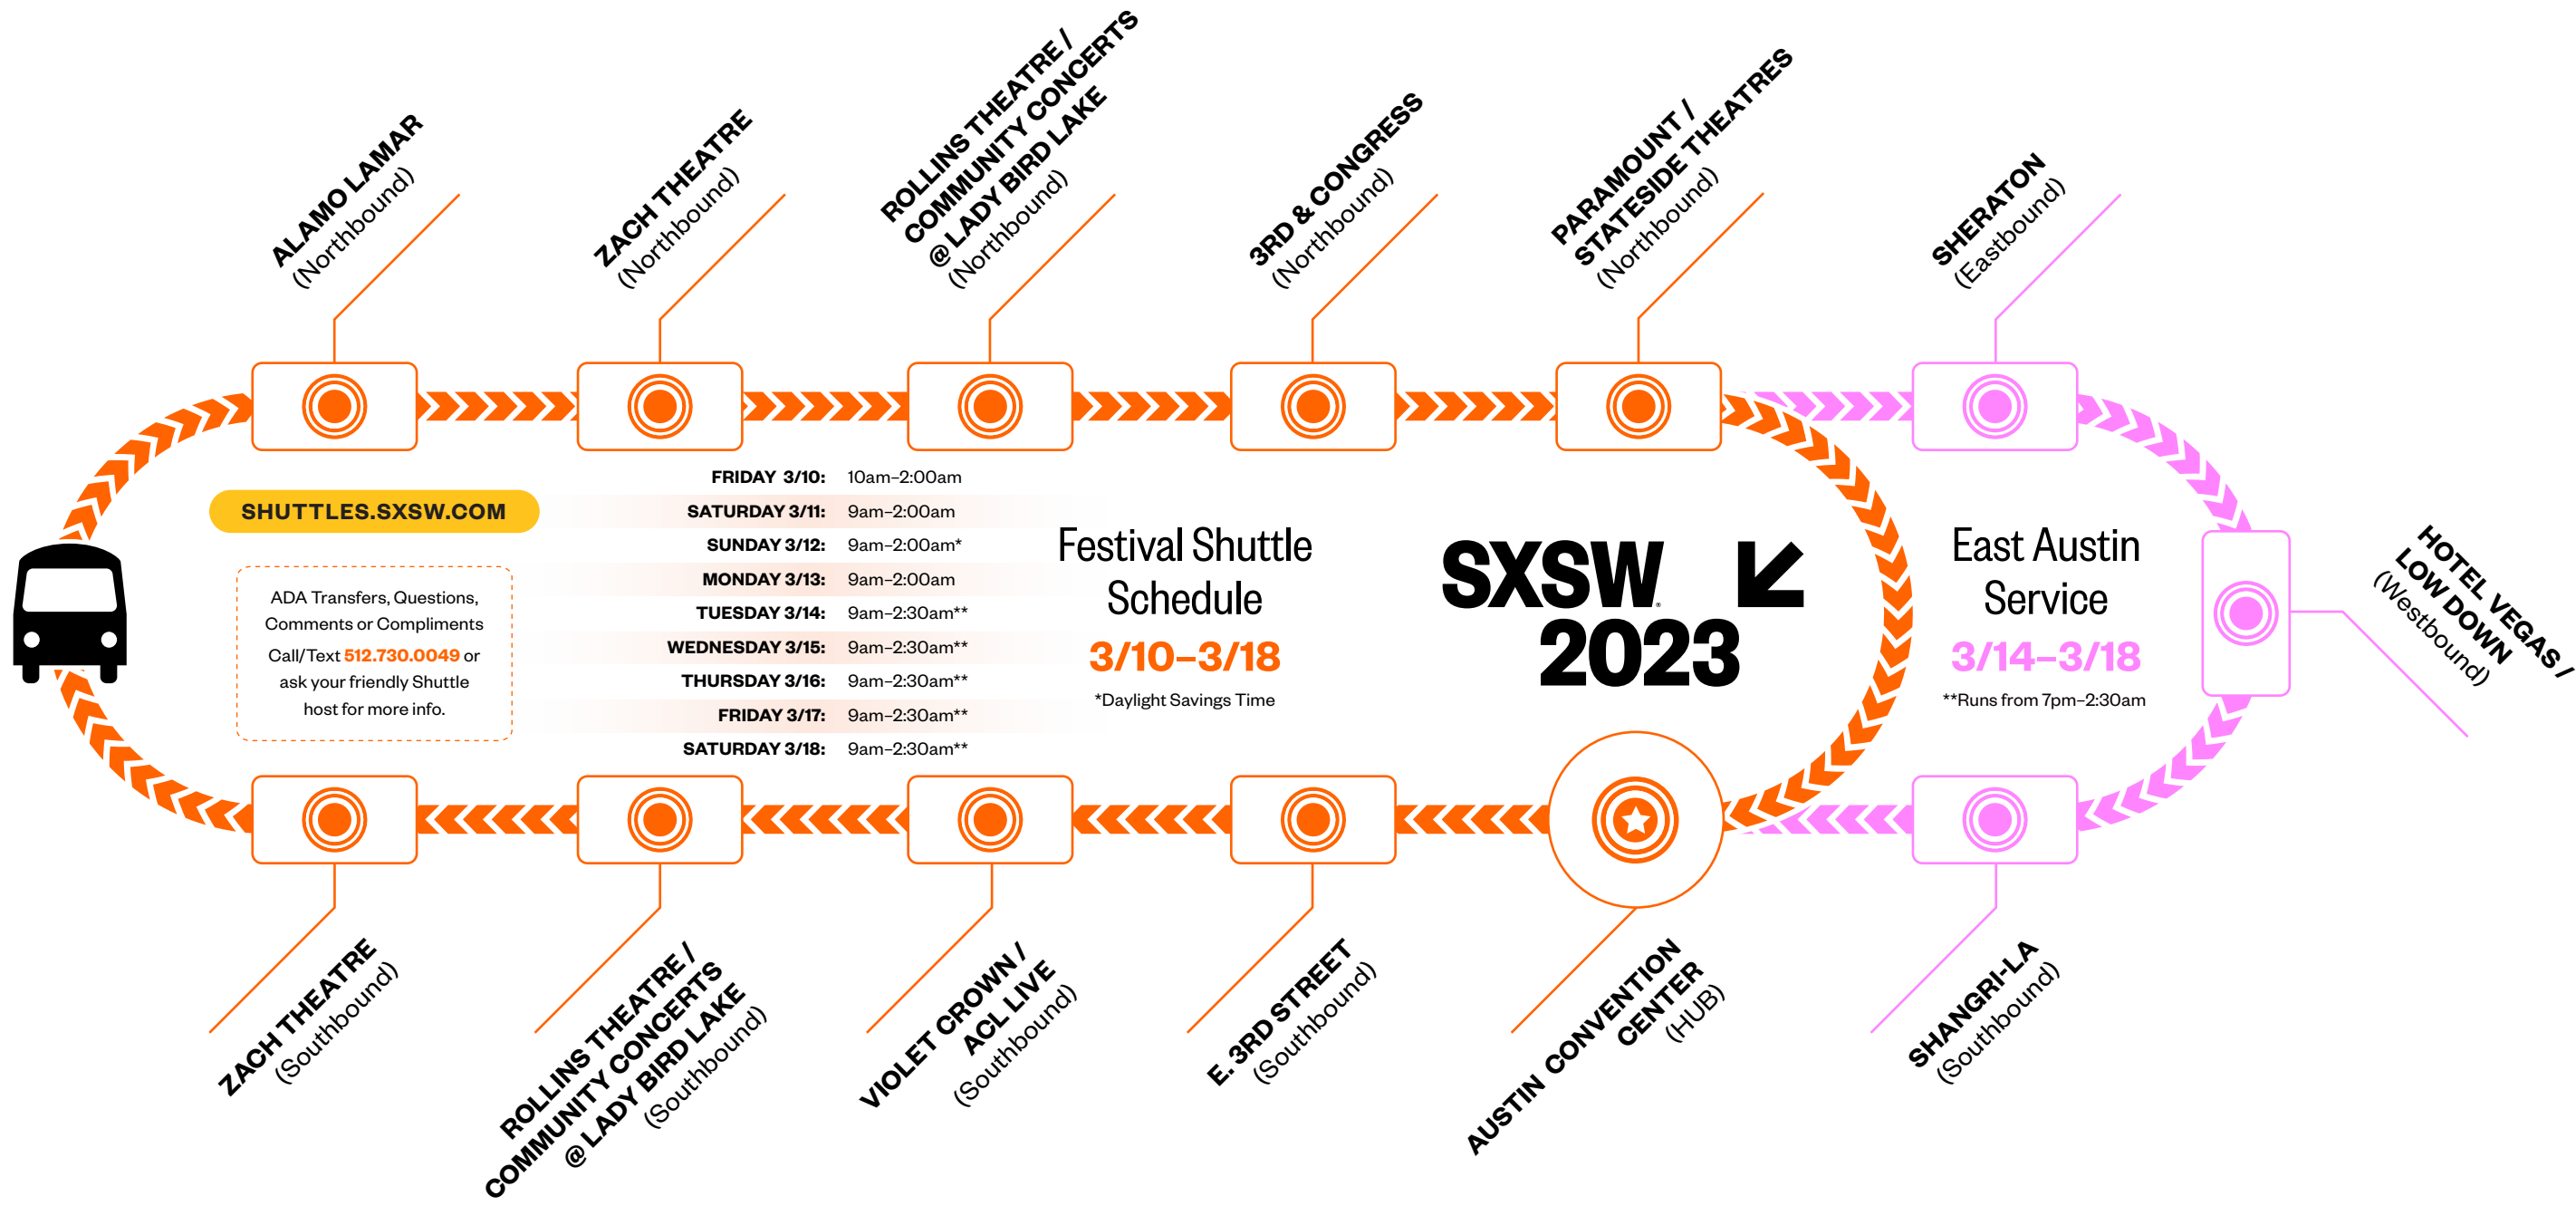 ALAMO LAMAR
(Northbound)
ZACH THEATRE
(Northbound)
ROLLINS THEATRE /
COMMUNITY CONCERTS
@ LADY BIRD LAKE
(Northbound)
3RD & CONGRESS
(Northbound)
PARAMOUNT /
STATESIDE THEATRES
(Northbound)
SHERATON
(Eastbound)
HOTEL VEGAS /
LOW DOWN
(Westbound)
SHUTTLES.SXSW.COM
ADA Transfers, Questions,
Comments or Compliments
Call/Text 512.730.0049 or
ask your friendly Shuttle
host for more info.
FRIDAY 3/10: 10am–2:00am
SATURDAY 3/11: 9am–2:00am
SUNDAY 3/12: 9am–2:00am*
MONDAY 3/13: 9am–2:00am
TUESDAY 3/14: 9am–2:30am**
WEDNESDAY 3/15: 9am–2:30am**
THURSDAY 3/16: 9am–2:30am**
FRIDAY 3/17: 9am–2:30am**
SATURDAY 3/18: 9am–2:30am**
Festival Shuttle
Schedule
3/10–3/18
*Daylight Savings Time
SXSW®
2023
East Austin
Service
3/14–3/18
**Runs from 7pm–2:30am
ZACH THEATRE
(Southbound)
ROLLINS THEATRE /
COMMUNITY CONCERTS
@ LADY BIRD LAKE
(Southbound)
VIOLET CROWN /
ACL LIVE
(Southbound)
E. 3RD STREET
(Southbound)
AUSTIN CONVENTION
CENTER
(HUB)
SHANGRI-LA
(Southbound)